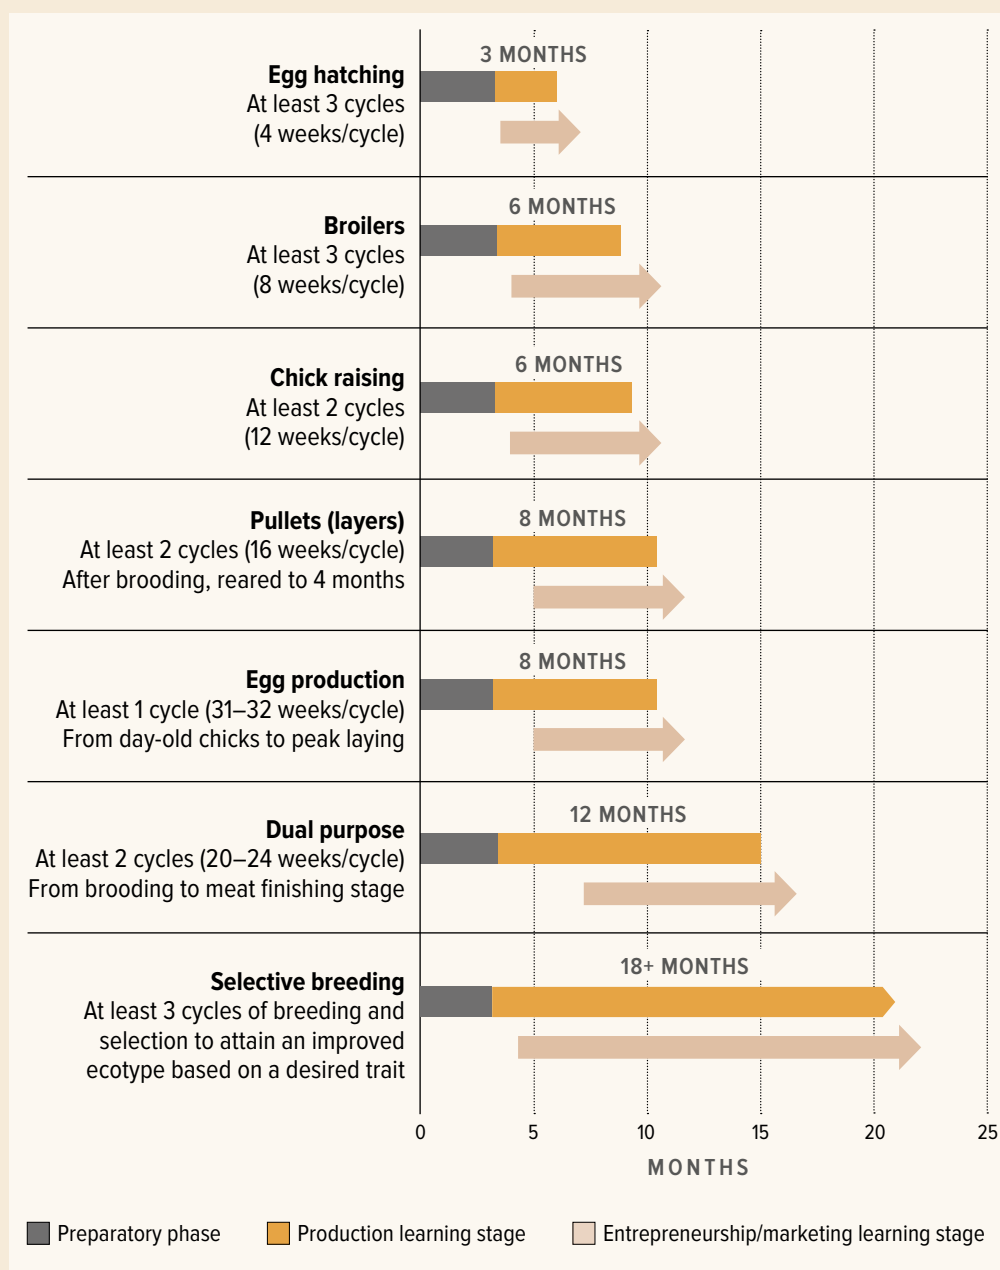 3 MONTHS
Egg hatching
At least 3 cycles
(4 weeks/cycle)
6 MONTHS
Broilers
At least 3 cycles
(8 weeks/cycle)
6 MONTHS
Chick raising
At least 2 cycles
(12 weeks/cycle)
8 MONTHS
Pullets (layers)
At least 2 cycles (16 weeks/cycle)
After brooding, reared to 4 months
8 MONTHS
Egg production
At least 1 cycle (31–32 weeks/cycle)
From day-old chicks to peak laying
12 MONTHS
Dual purpose
At least 2 cycles (20–24 weeks/cycle)
From brooding to meat finishing stage
18+ MONTHS
Selective breeding
At least 3 cycles of breeding and
selection to attain an improved
ecotype based on a desired trait
0 5 10 15 20 25
MONTHS
Preparatory phase Production learning stage Entrepreneurship/marketing learning stage